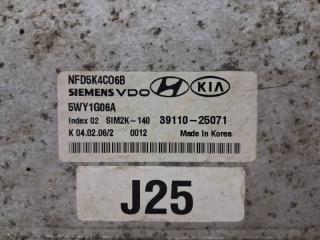 NFD5K4C06B
SIEMENS VDO KIA
5WY1G06A
Index 02 SIM2K-140 39110-25071
K 04.02.06/2 0012 Made in Korea
J25